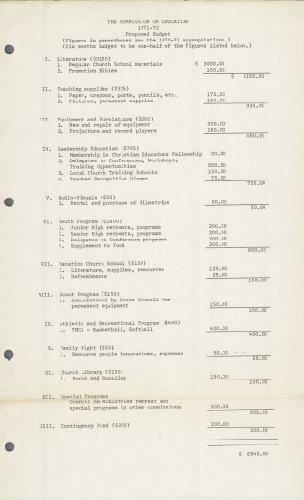 THE COMMISSION ON EDUCATION
1971-72
Proposed Budget
(Figures in parentheses are the 1970-71 appropriations.)
(Six months budget to be one-half of the figures listed below.)
I. Literature ($3150)
1. Regular Church School materials $ 3000.00
2. Promotion Bibles 150.00
$ 3150.00
II. Teaching supplies ($325)
1. Paper, crayons, paste, pencils, etc. 175.00
2. Pictures, permanent supplies 150.00
325.00
III. Equipment and Furnishings ($200)
1. New and repair of equipment 300.00
2. Projectors and record players
IV. Leadership Education ($705)
1. Membership in Christian Educators Fellowship 30.00
2. Delegates to Conferences, Workshops,
Training Opportunities 500.00
3. Local Church Training Schools 150.00
4. Teacher Recognition Dinner 75.00
755.00
V. Audio-Visuals ($50)
1. Rental and purchase of filmstrips 50.00
50.00
VI. Youth Program
1. Junior High retreats, programs 200.00
2. Senior High retreats, programs 200.00
3. Delegates to Conference programs 200.00
4. Supplement to Food 200.00
800.00
VII. Vacation Church School ($150)
1. Literature, supplies, resources 125.00
2. Refreshments 25.00
150.00
VIII. Scout Program ($150)
1. Administered by Scout Council for
permanent equipment 150.00
150.00
IX. Athletic and Recreational Program ($400)
1. YMCA - Basketball, Softball 400.00
400.00
X. Family Night ($50)
1. Resource people honorariums, expenses 50.00
50.00
XI. Church Library ($150)
1. Books and Supplies 150.00
150.00
XII. Special Programs
Council on Ministries retreat and
special programs by other commissions 200.00
200.00
XIII. Contingency Fund ($200) 200.00
200.00
$ 6840.00